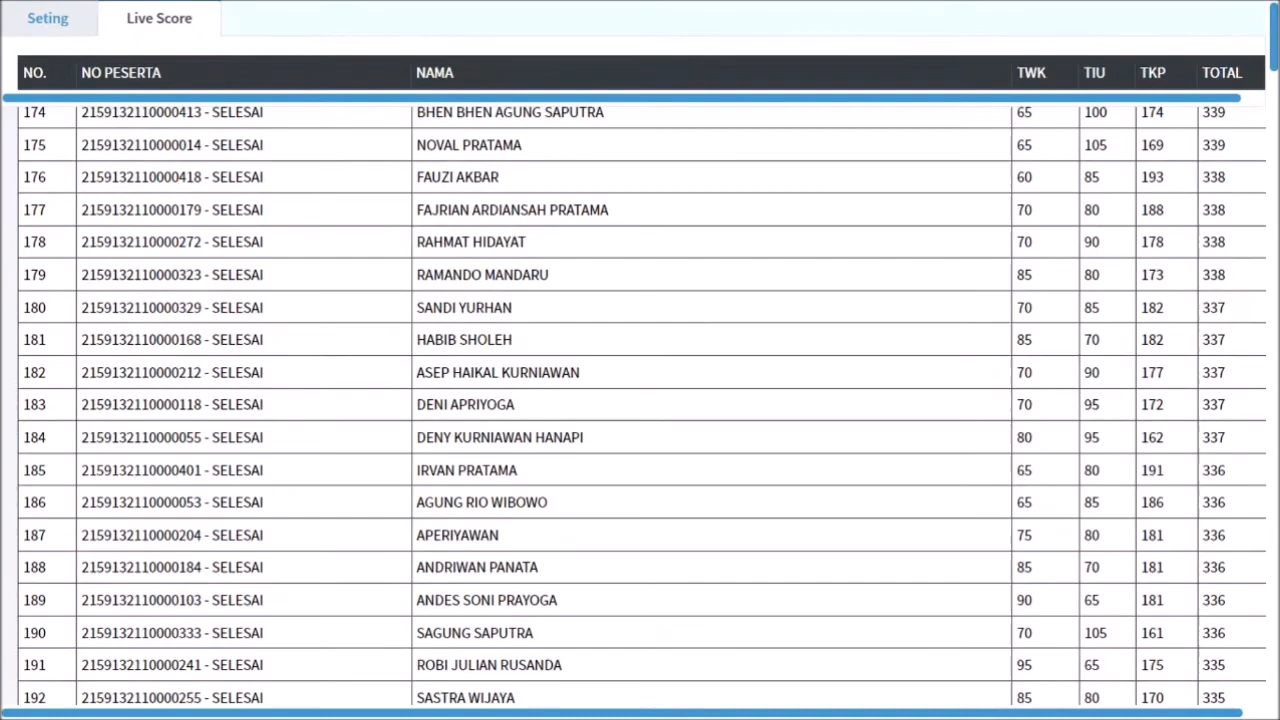 Seting Live Score
NO. NO PESERTA NAMA TWK TIU TKP TOTAL
174 2159132110000413 - SELESAI BHEN BHEN AGUNG SAPUTRA 65 100 174 339
175 2159132110000014 - SELESAI NOVAL PRATAMA 65 105 169 339
176 2159132110000418 - SELESAI FAUZI AKBAR 60 85 193 338
177 2159132110000179 - SELESAI FAJRIAN ARDIANSAH PRATAMA 70 80 188 338
178 2159132110000272 - SELESAI RAHMAT HIDAYAT 70 90 178 338
179 2159132110000323 - SELESAI RAMANDO MANDARU 85 80 173 338
180 2159132110000329 - SELESAI SANDI YURHAN 70 85 182 337
181 2159132110000168 - SELESAI HABIB SHOLEH 85 70 182 337
182 2159132110000212 - SELESAI ASEP HAIKAL KURNIAWAN 70 90 177 337
183 2159132110000118 - SELESAI DENI APRIYOGA 70 95 172 337
184 2159132110000055 - SELESAI DENY KURNIAWAN HANAPI 80 95 162 337
185 2159132110000401 - SELESAI IRVAN PRATAMA 65 80 191 336
186 2159132110000053 - SELESAI AGUNG RIO WIBOWO 65 85 186 336
187 2159132110000204 - SELESAI APERIYAWAN 75 80 181 336
188 2159132110000184 - SELESAI ANDRIWAN PANATA 85 70 181 336
189 2159132110000103 - SELESAI ANDES SONI PRAYOGA 90 65 181 336
190 2159132110000333 - SELESAI SAGUNG SAPUTRA 70 105 161 336
191 2159132110000241 - SELESAI ROBI JULIAN RUSANDA 95 65 175 335
192 2159132110000255 - SELESAI SASTRA WIJAYA 85 80 170 335